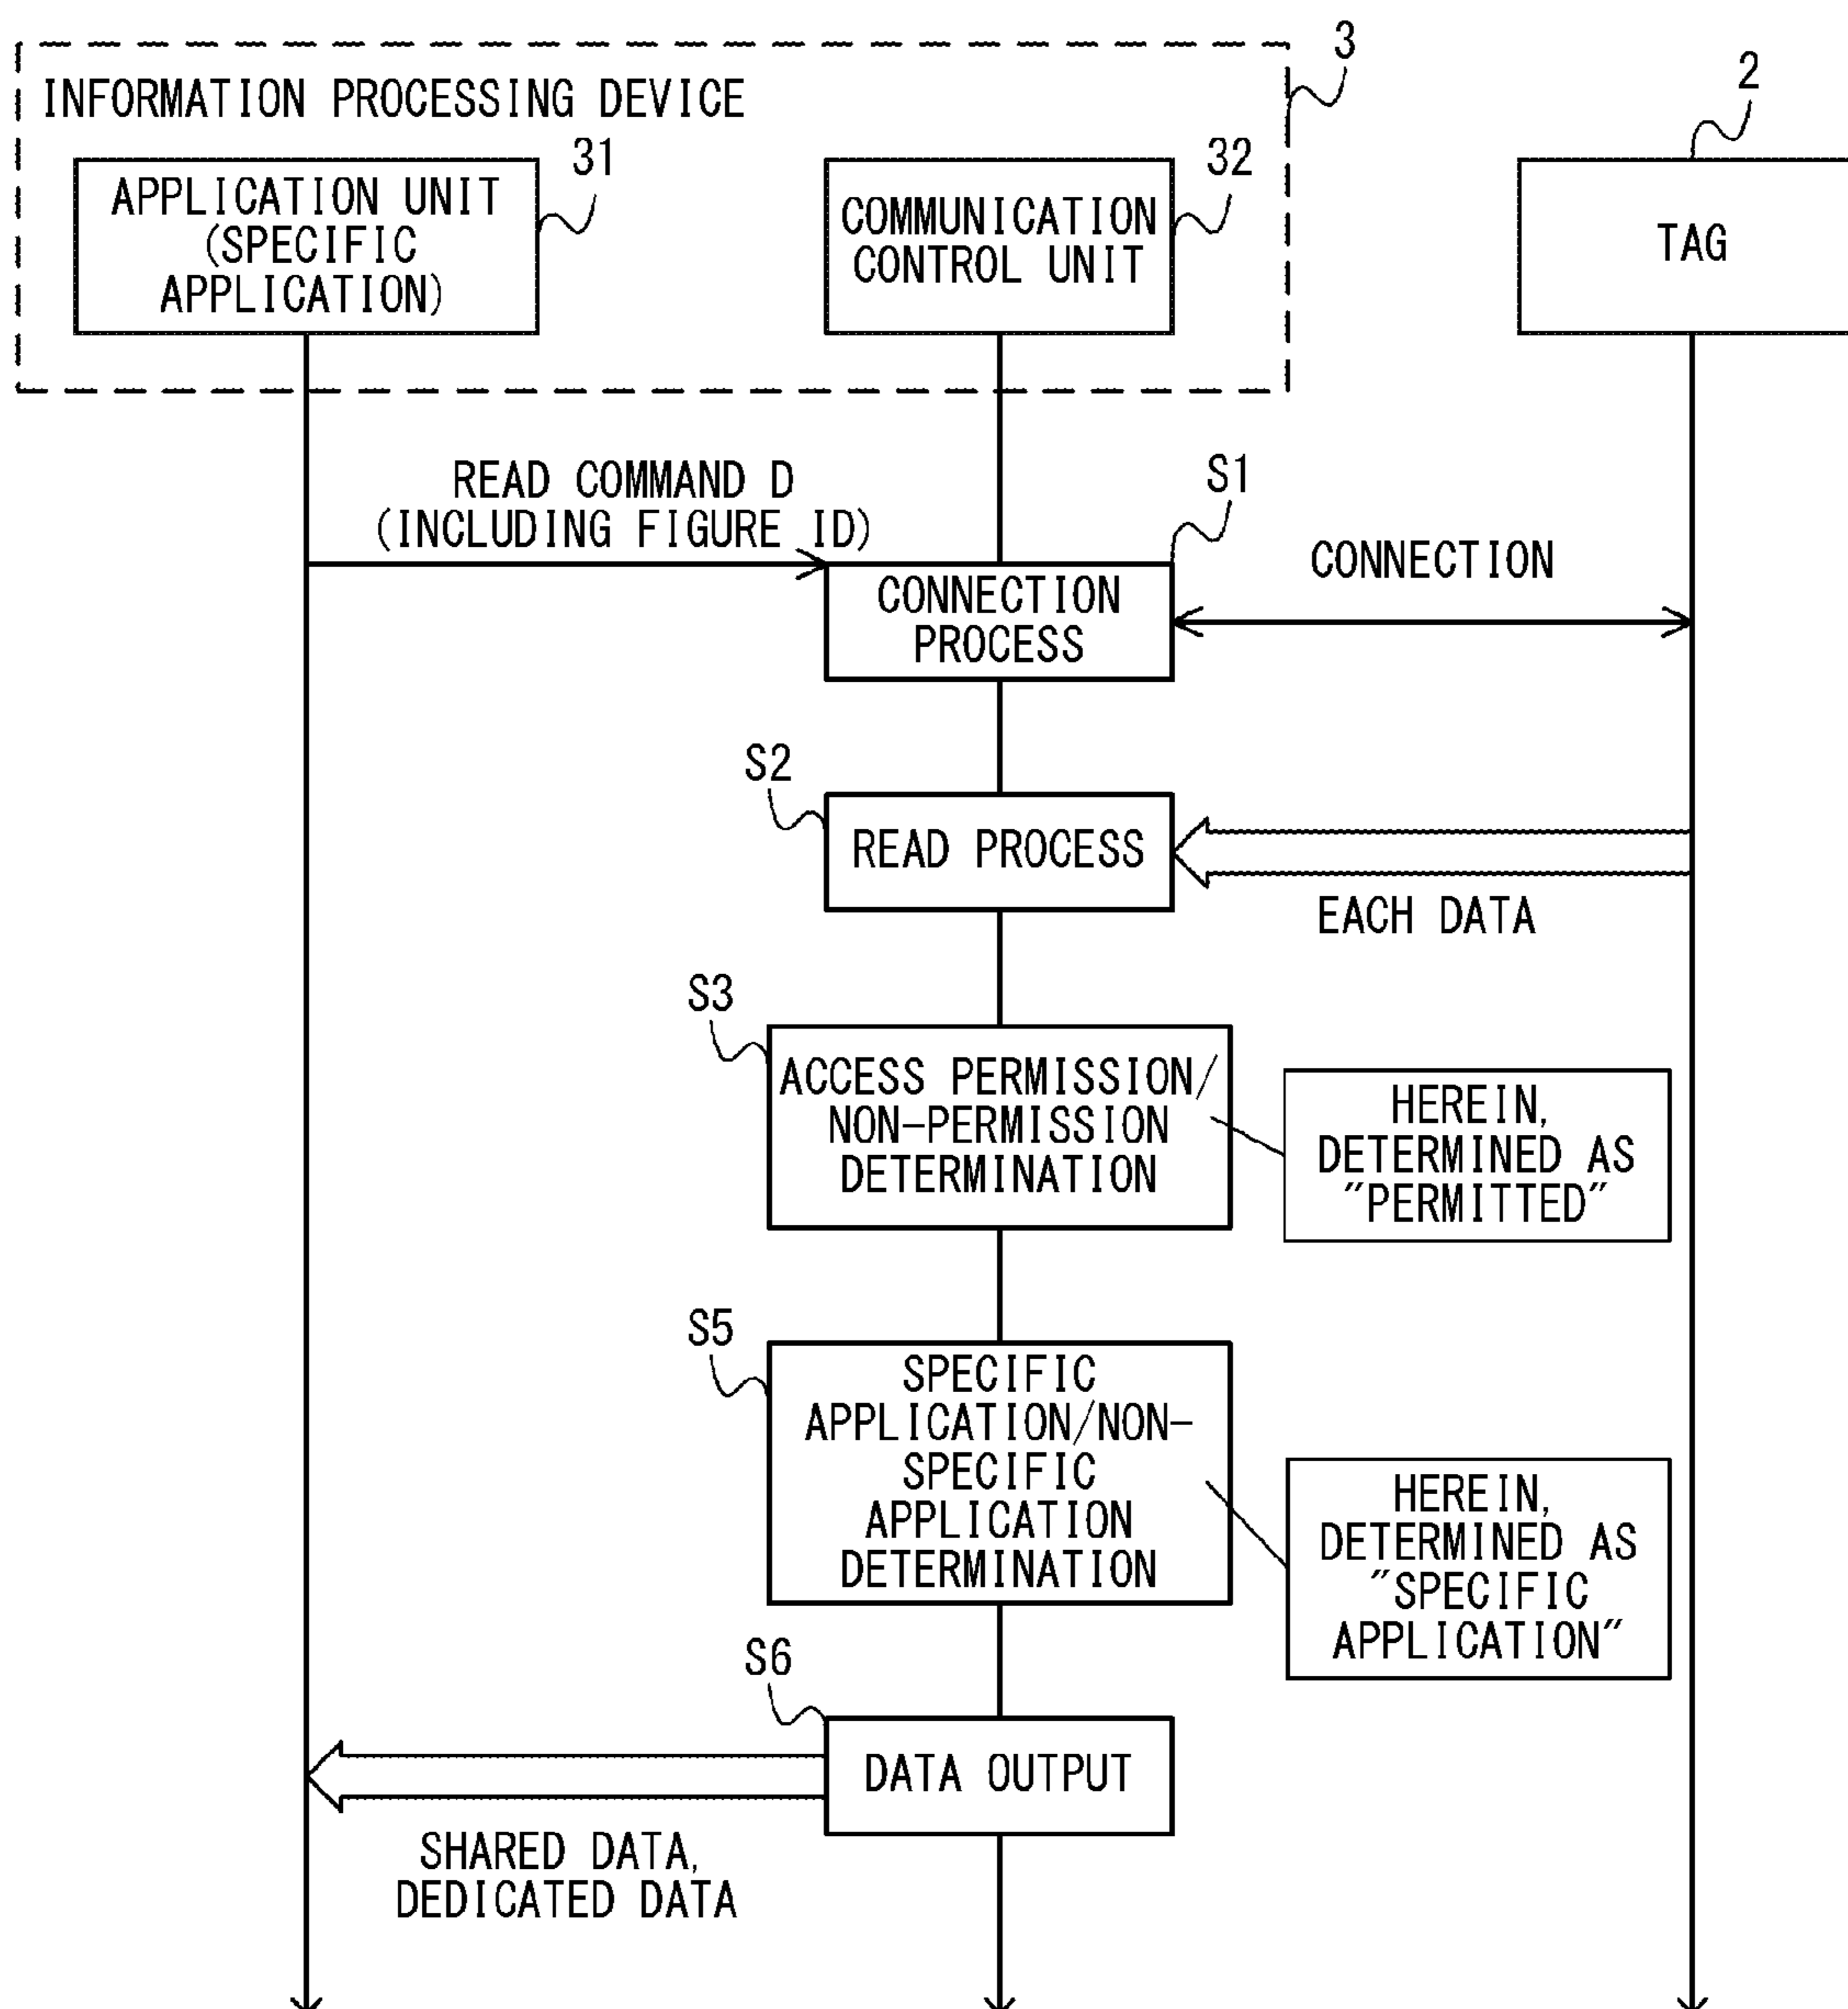 3
INFORMATION PROCESSING DEVICE
2
31
32
APPLICATION UNIT
(SPECIFIC
APPLICATION)
COMMUNICATION
CONTROL UNIT
TAG
READ COMMAND D
(INCLUDING FIGURE ID)
S1
CONNECTION
CONNECTION
PROCESS
S2
READ PROCESS
EACH DATA
S3
ACCESS PERMISSION/
NON-PERMISSION
DETERMINATION
HEREIN,
DETERMINED AS
"PERMITTED"
S5
SPECIFIC
APPLICATION/NON-
SPECIFIC
APPLICATION
DETERMINATION
HEREIN,
DETERMINED AS
"SPECIFIC
APPLICATION"
S6
DATA OUTPUT
SHARED DATA,
DEDICATED DATA